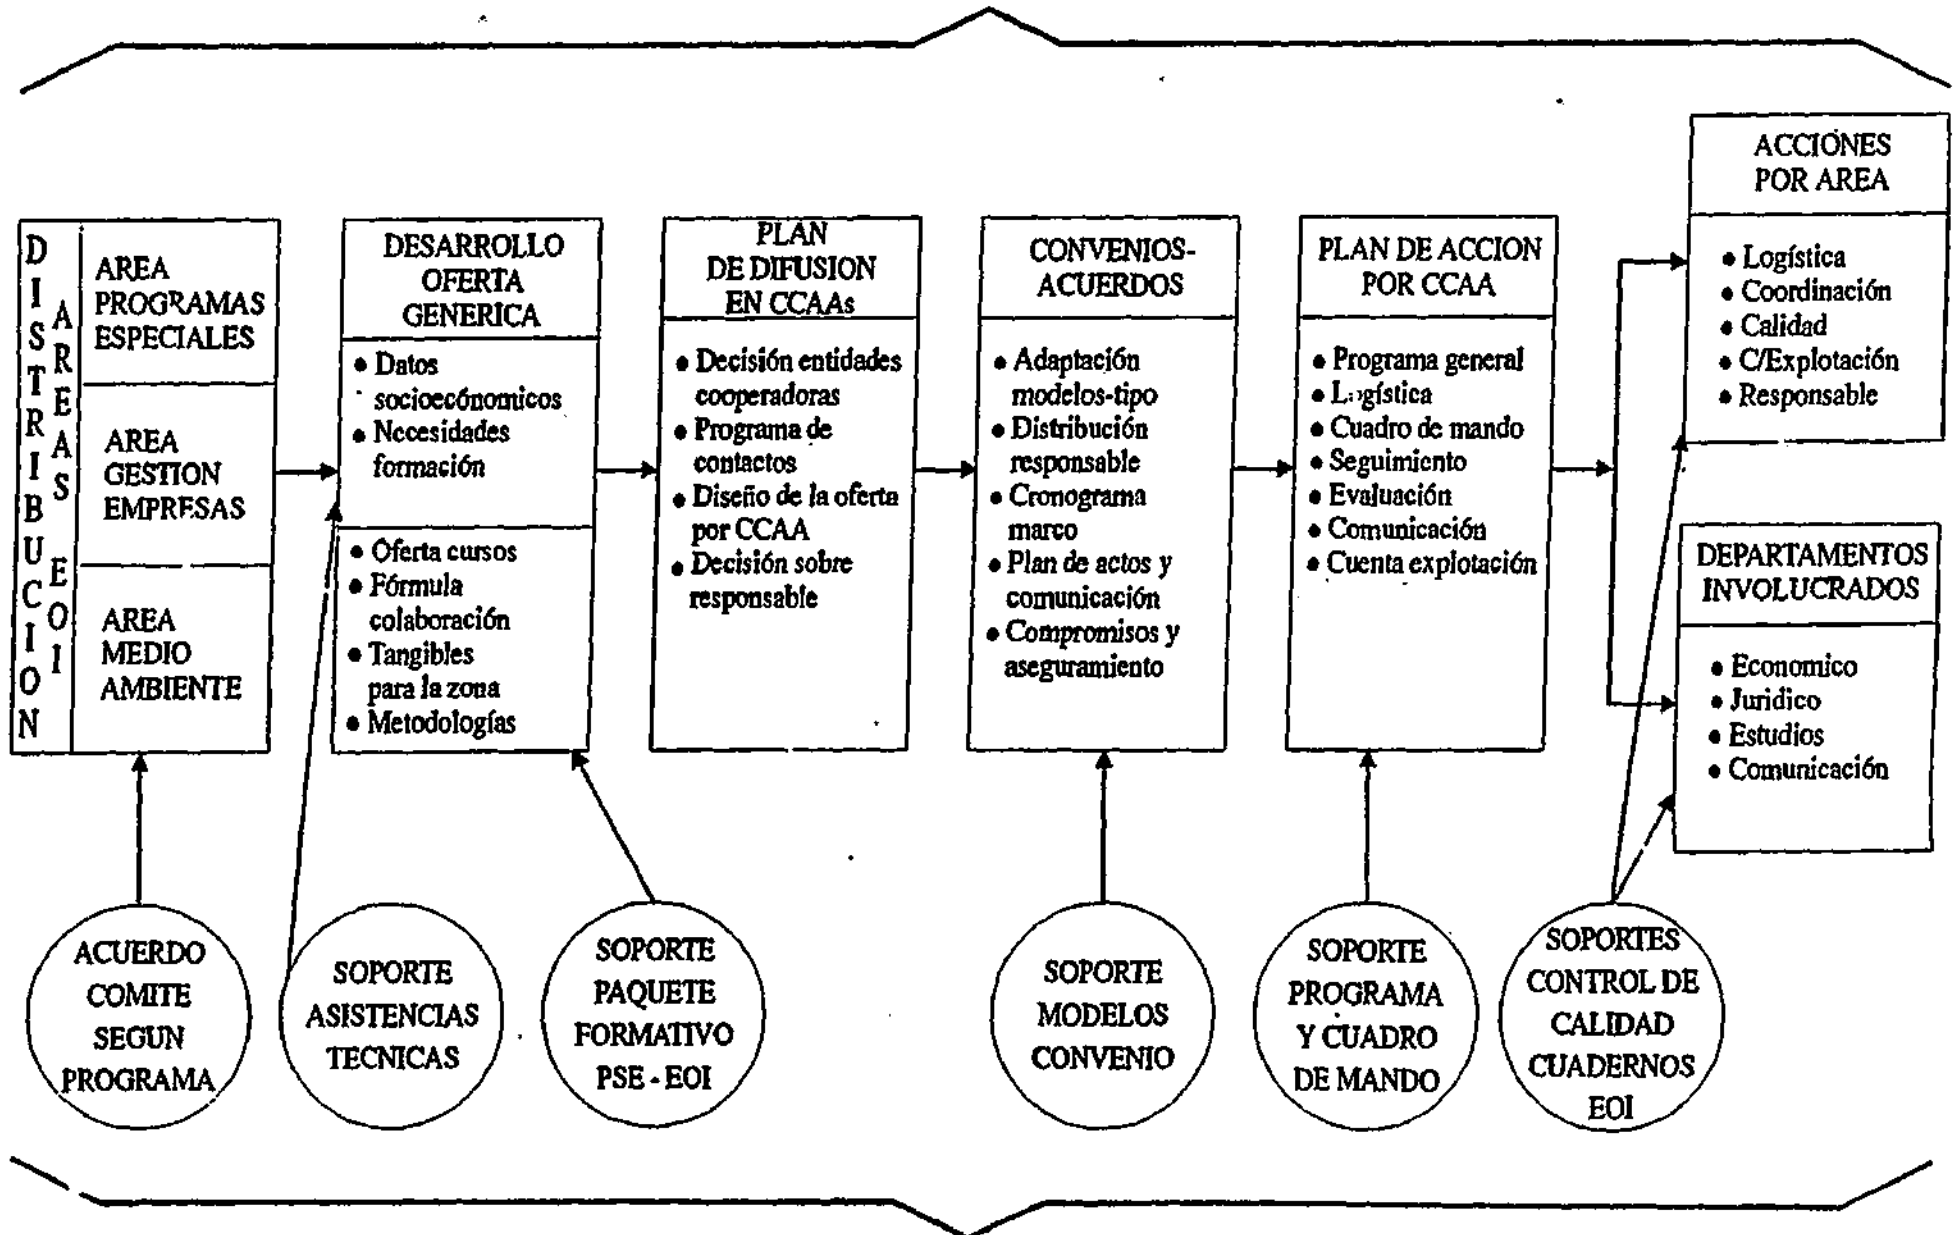 DISTRIBUCION
AREAS EOI
AREA
PROGRAMAS
ESPECIALES
AREA
GESTION
EMPRESAS
AREA
MEDIO
AMBIENTE
DESARROLLO
OFERTA
GENERICA
• Datos
socioecónomicos
• Necesidades
formación
• Oferta cursos
• Fórmula
colaboración
• Tangibles
para la zona
• Metodologías
PLAN
DE DIFUSION
EN CCAAs
• Decisión entidades
cooperadoras
• Programa de
contactos
• Diseño de la oferta
por CCAA
• Decisión sobre
responsable
CONVENIOS-
ACUERDOS
• Adaptación
modelos-tipo
• Distribución
responsable
• Cronograma
marco
• Plan de actos y
comunicación
• Compromisos y
aseguramiento
PLAN DE ACCION
POR CCAA
• Programa general
• Logística
• Cuadro de mando
• Seguimiento
• Evaluación
• Comunicación
• Cuenta explotación
ACCIONES
POR AREA
• Logística
• Coordinación
• Calidad
• C/Explotación
• Responsable
DEPARTAMENTOS
INVOLUCRADOS
• Economico
• Juridico
• Estudios
• Comunicación
ACUERDO
COMITE
SEGUN
PROGRAMA
SOPORTE
ASISTENCIAS
TECNICAS
SOPORTE
PAQUETE
FORMATIVO
PSE - EOI
SOPORTE
MODELOS
CONVENIO
SOPORTE
PROGRAMA
Y CUADRO
DE MANDO
SOPORTES
CONTROL DE
CALIDAD
CUADERNOS
EOI